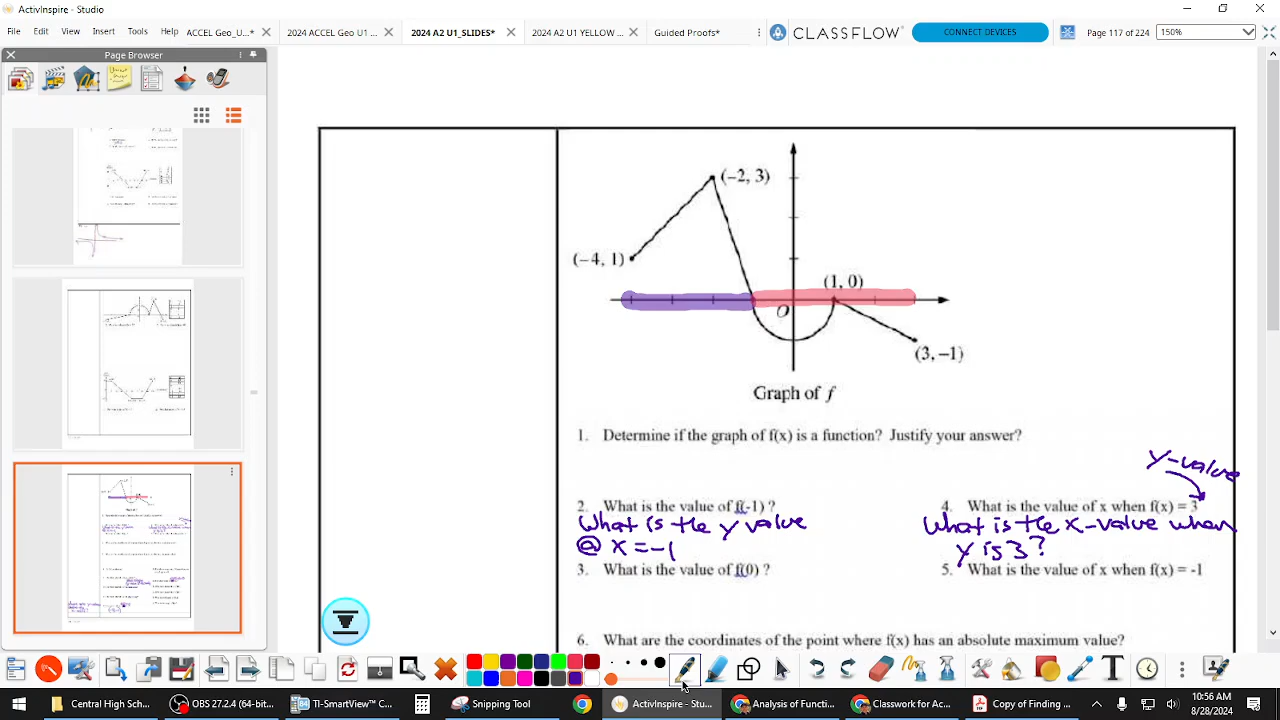 ActivInspire - Studio
File Edit View Insert Tools Help
ACCEL Geo_U...*
2024 A2 U1_SLIDES*
2024 A2 U1 YELLOW ...
Guided Proofs*
CLASSFLOW
CONNECT DEVICES
Page 117 of 224
150%
Page Browser
(−2, 3)
(−4, 1)
(1, 0)
O
(3, −1)
Graph of f
1. Determine if the graph of f(x) is a function? Justify your answer?
y-value
2. What is the value of f(-1) ?
4. What is the value of x when f(x) = 3
What is the y value
@ x = -1
What is the x-value when
y is 3?
3. What is the value of f(0) ?
5. What is the value of x when f(x) = -1
6. What are the coordinates of the point where f(x) has an absolute maximum value?
Central High School...
OBS 27.2.4 (64-bit...
TI-SmartView™ C...
Snipping Tool
ActivInspire - Stu...
Analysis of Functi...
Classwork for Ac...
Copy of Finding ...
10:56 AM
8/28/2024